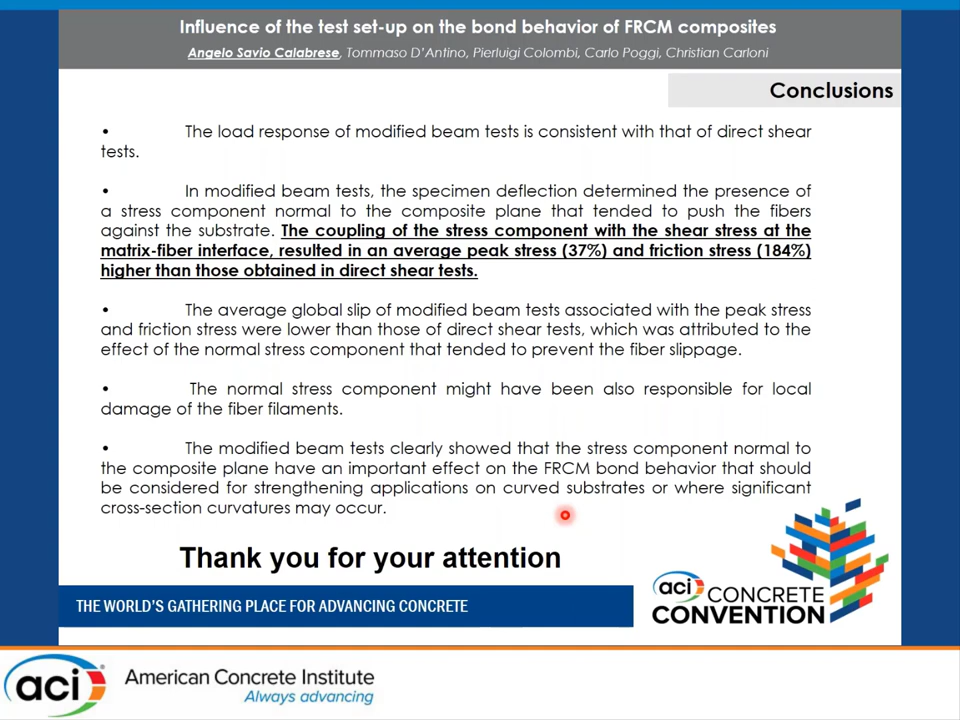 Influence of the test set-up on the bond behavior of FRCM composites
Angelo Savio Calabrese, Tommaso D'Antino, Pierluigi Colombi, Carlo Poggi, Christian Carloni
Conclusions
• The load response of modified beam tests is consistent with that of direct shear
tests.
• In modified beam tests, the specimen deflection determined the presence of
a stress component normal to the composite plane that tended to push the fibers
against the substrate. The coupling of the stress component with the shear stress at the
matrix-fiber interface, resulted in an average peak stress (37%) and friction stress (184%)
higher than those obtained in direct shear tests.
• The average global slip of modified beam tests associated with the peak stress
and friction stress were lower than those of direct shear tests, which was attributed to the
effect of the normal stress component that tended to prevent the fiber slippage.
• The normal stress component might have been also responsible for local
damage of the fiber filaments.
• The modified beam tests clearly showed that the stress component normal to
the composite plane have an important effect on the FRCM bond behavior that should
be considered for strengthening applications on curved substrates or where significant
cross-section curvatures may occur.
Thank you for your attention
THE WORLD'S GATHERING PLACE FOR ADVANCING CONCRETE
aci CONCRETE
CONVENTION
aci ®
American Concrete Institute
Always advancing